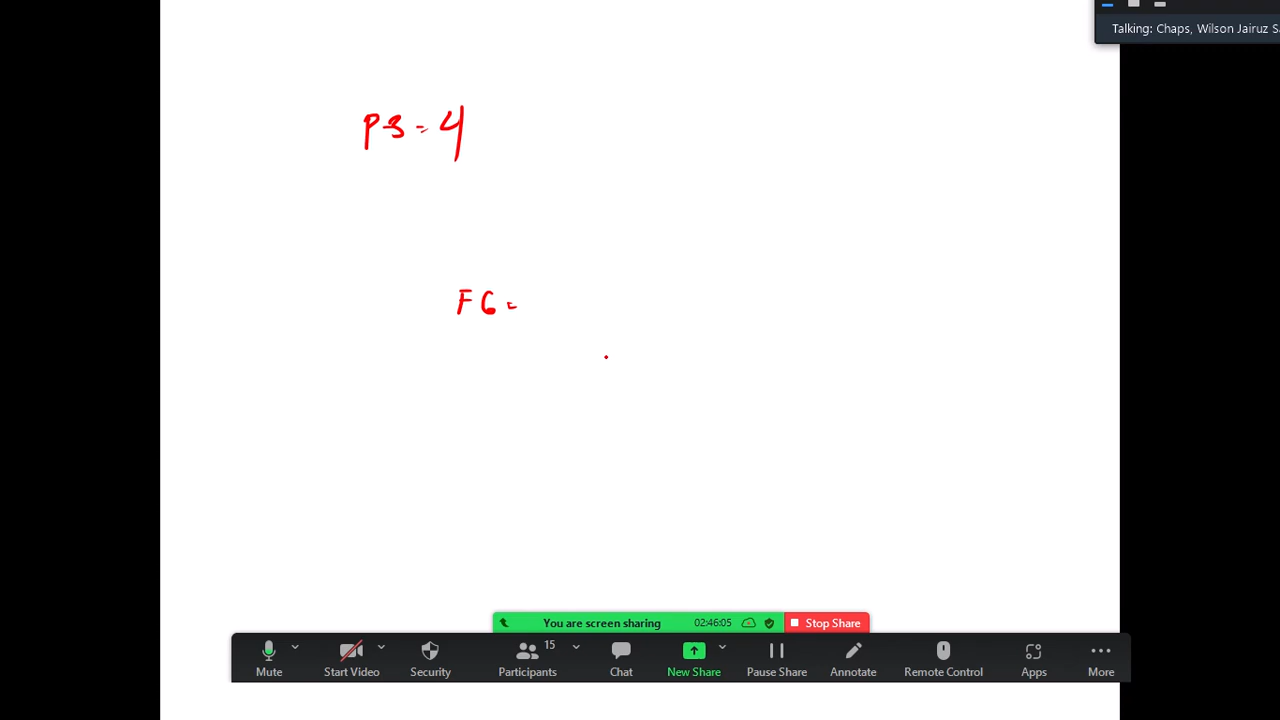 Talking: Chaps, Wilson Jairuz S
P3 = 4
F6 =
You are screen sharing 02:46:05 Stop Share
15
Mute Start Video Security Participants Chat New Share Pause Share Annotate Remote Control Apps More